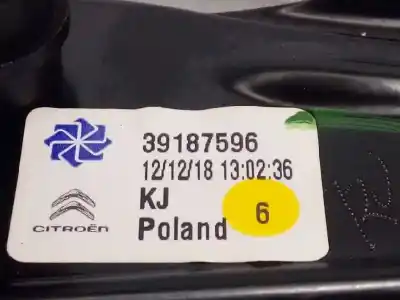 39187596
12/12/18 13:02:36
KJ
6
CITROËN
Poland